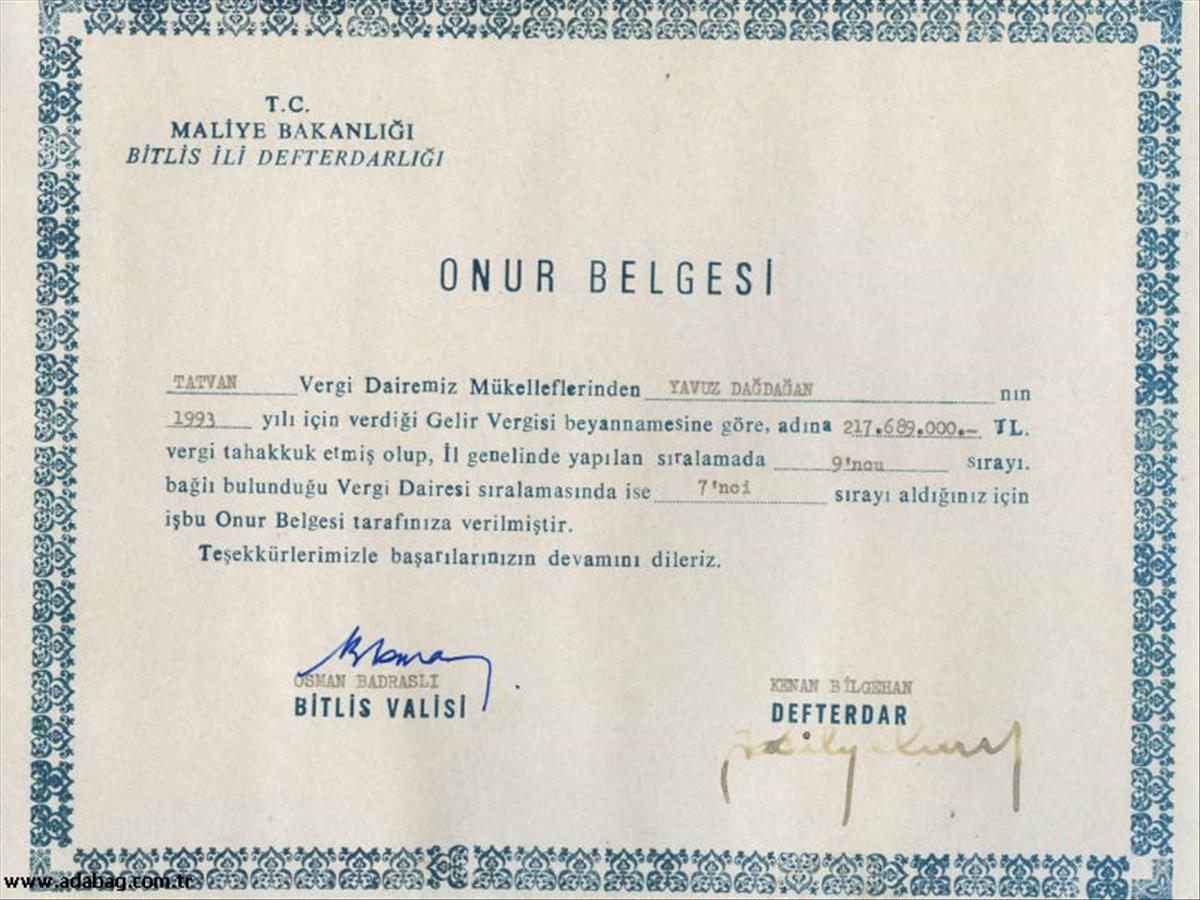 T.C.
MALİYE BAKANLIĞI
BİTLİS İLİ DEFTERDARLIĞI
ONUR BELGESİ
TATVAN Vergi Dairemiz Mükelleflerinden YAVUZ DAĞDAĞAN nın
1993 yılı için verdiği Gelir Vergisi beyannamesine göre, adına 217.689.000.- TL.
vergi tahakkuk etmiş olup, İl genelinde yapılan sıralamada 9'ncu sırayı.
bağlı bulunduğu Vergi Dairesi sıralamasında ise 7'nci sırayı aldığınız için
işbu Onur Belgesi tarafınıza verilmiştir.
Teşekkürlerimizle başarılarınızın devamını dileriz.
OSMAN BADRASLI
BİTLİS VALİSİ
KENAN BİLGEHAN
DEFTERDAR
www.adabag.com.tr